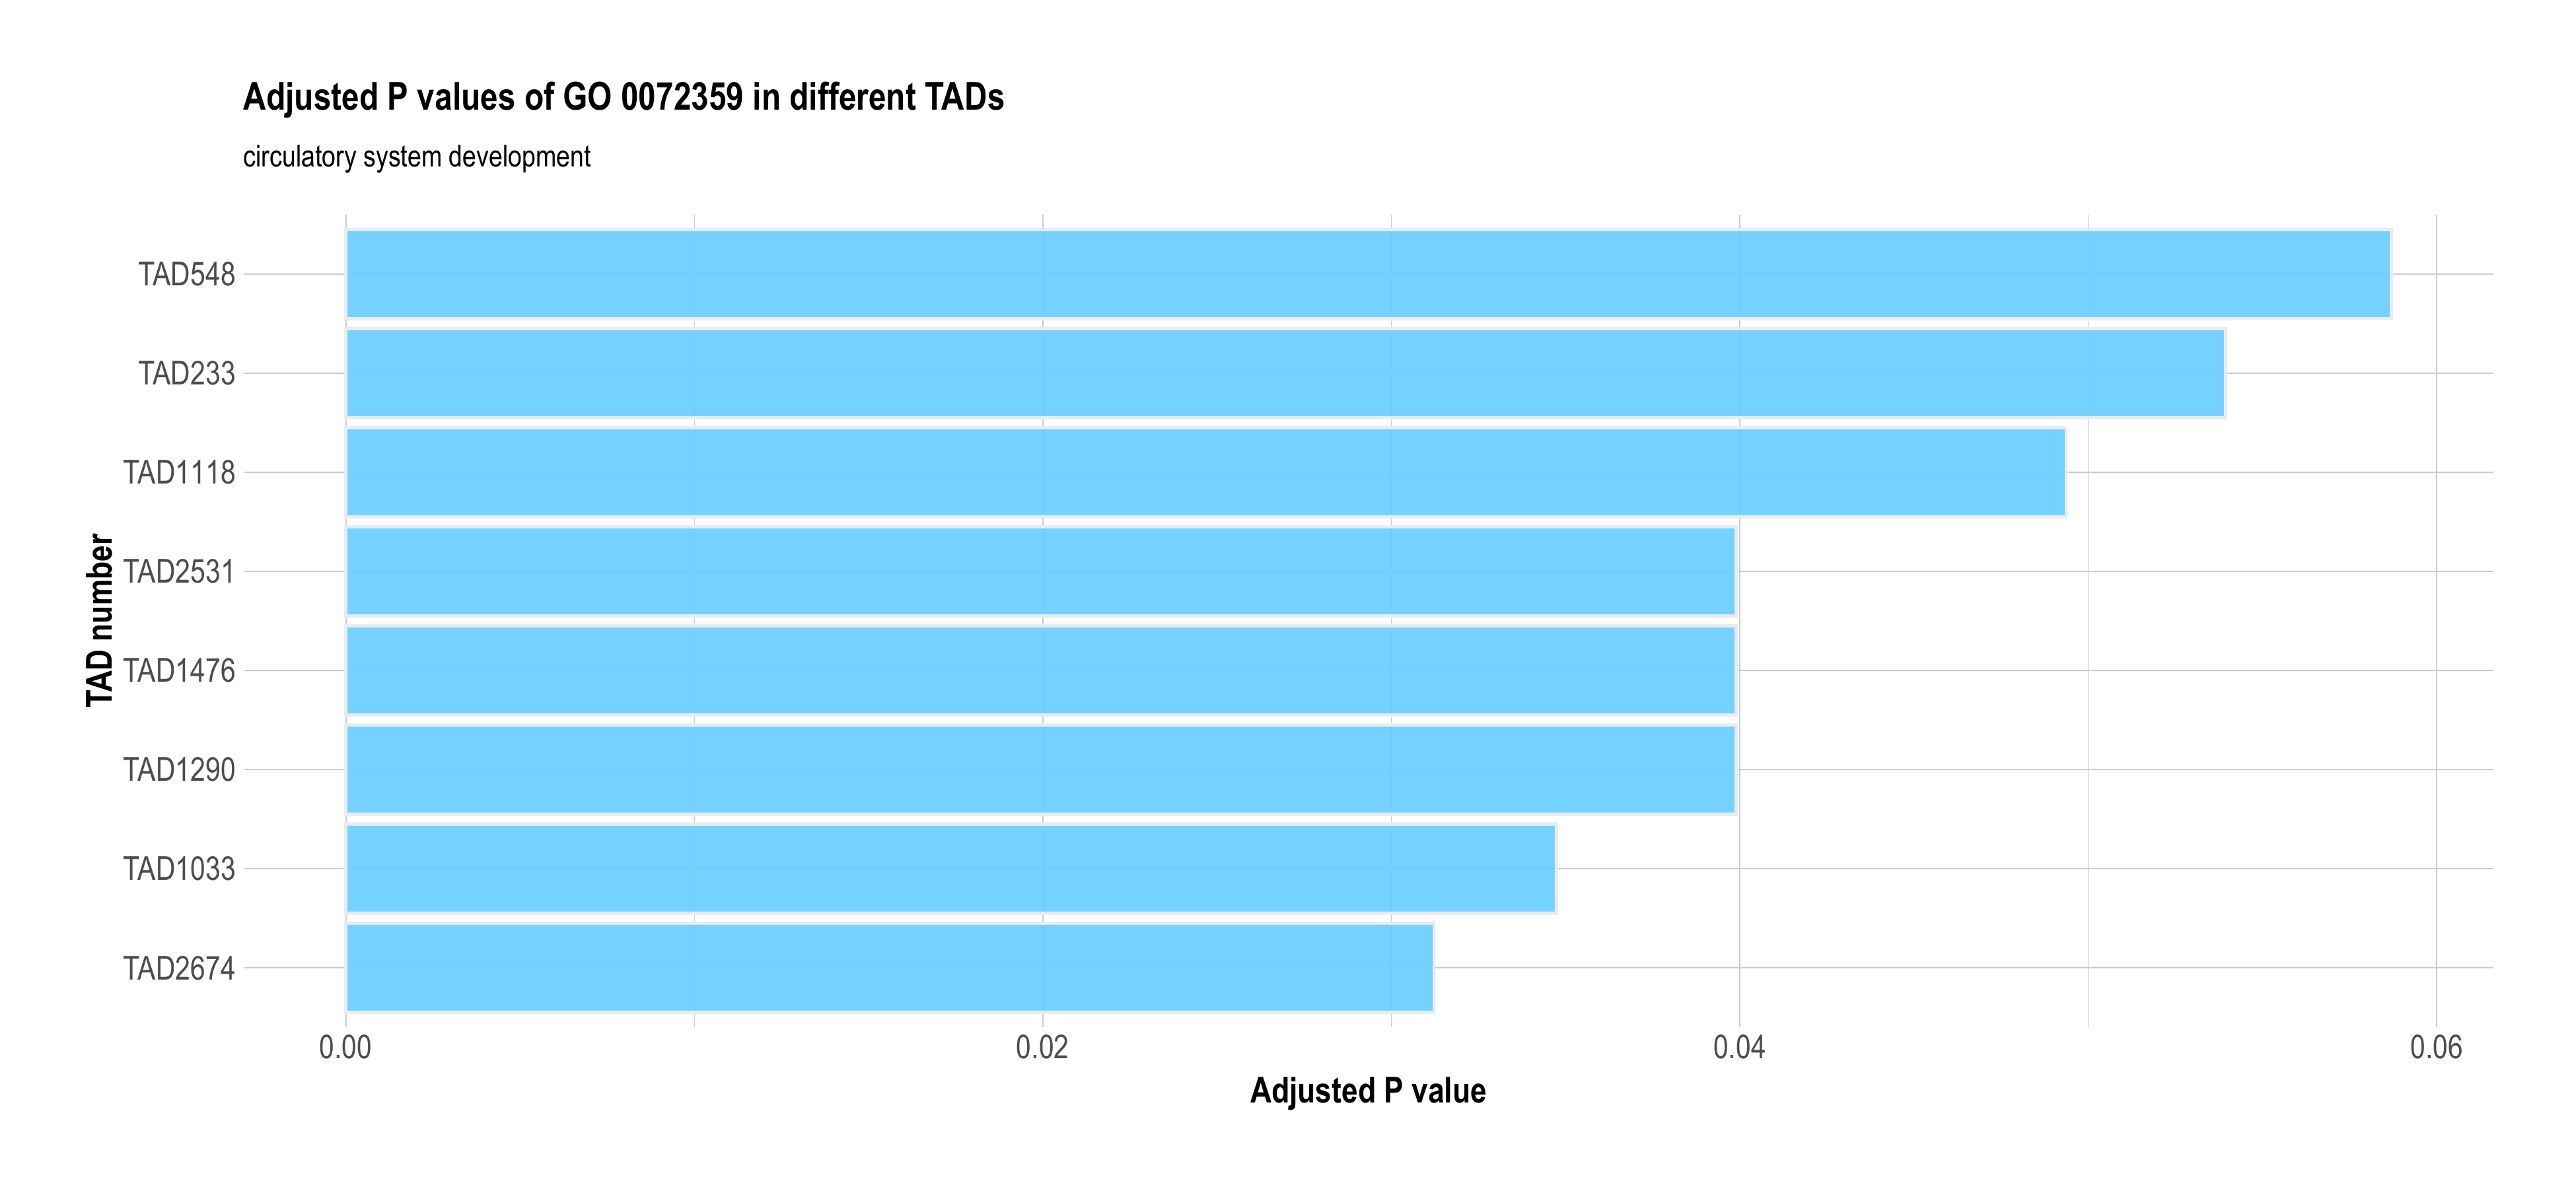 Adjusted P values of GO 0072359 in different TADs
circulatory system development
TAD number
TAD548
TAD233
TAD1118
TAD2531
TAD1476
TAD1290
TAD1033
TAD2674
0.00 0.02 0.04 0.06
Adjusted P value